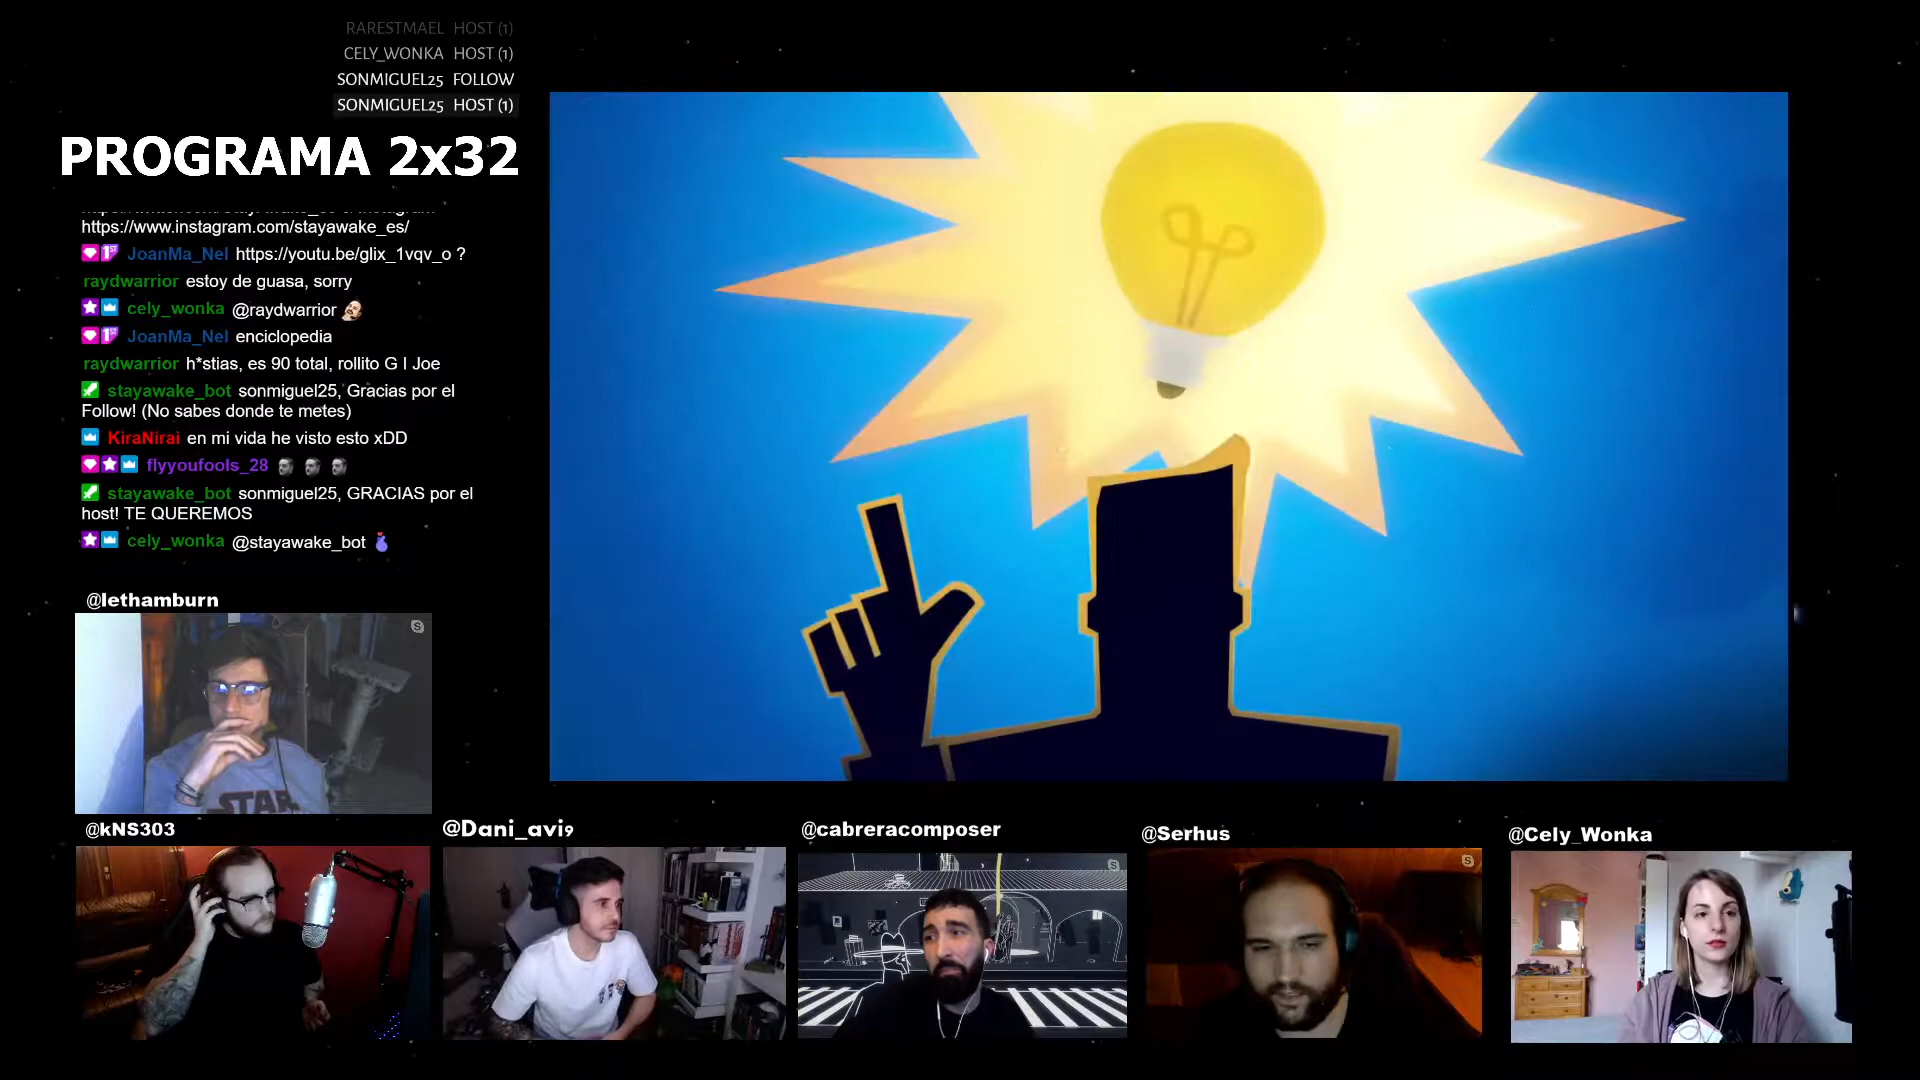 RARESTMAEL HOST (1)
CELY_WONKA HOST (1)
SONMIGUEL25 FOLLOW
SONMIGUEL25 HOST (1)
PROGRAMA 2x32
https://www.instagram.com/stayawake_es/
JoanMa_Nel https://youtu.be/glix_1vqv_o ?
raydwarrior estoy de guasa, sorry
cely_wonka @raydwarrior
JoanMa_Nel enciclopedia
raydwarrior h*stias, es 90 total, rollito G I Joe
stayawake_bot sonmiguel25, Gracias por el
Follow! (No sabes donde te metes)
KiraNirai en mi vida he visto esto xDD
flyyoufools_28
stayawake_bot sonmiguel25, GRACIAS por el
host! TE QUEREMOS
cely_wonka @stayawake_bot
@lethamburn
STAR
@kNS303
@Dani_avi9
@cabreracomposer
@Serhus
@Cely_Wonka